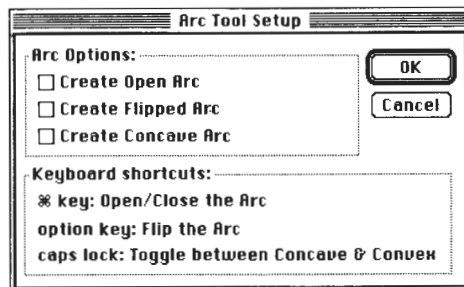 Arc Tool Setup
Arc Options:
Create Open Arc
Create Flipped Arc
Create Concave Arc
OK
Cancel
Keyboard shortcuts:
⌘ key: Open/Close the Arc
option key: Flip the Arc
caps lock: Toggle between Concave & Convex